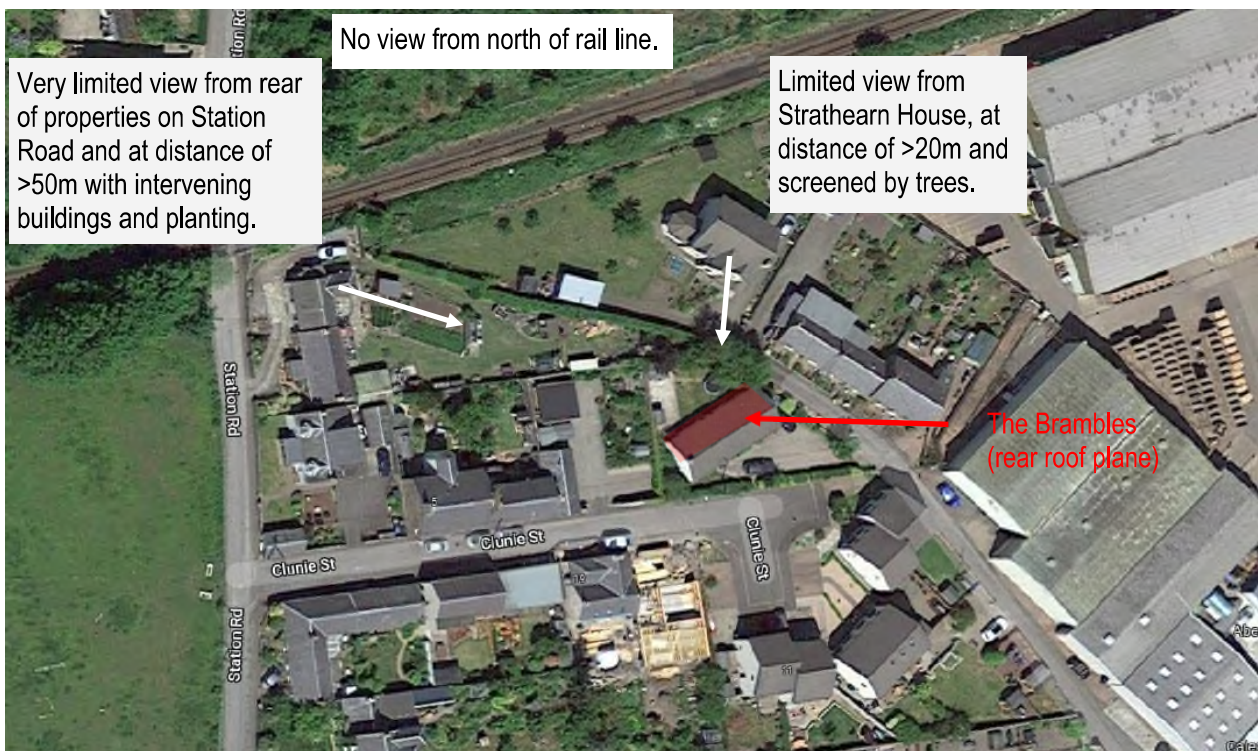 No view from north of rail line.
Very limited view from rear
of properties on Station
Road and at distance of
>50m with intervening
buildings and planting.
Limited view from
Strathearn House, at
distance of >20m and
screened by trees.
The Brambles
(rear roof plane)
Station Rd
Station Rd
Station Rd
Clunie St
Clunie St
Clunie St
5
11